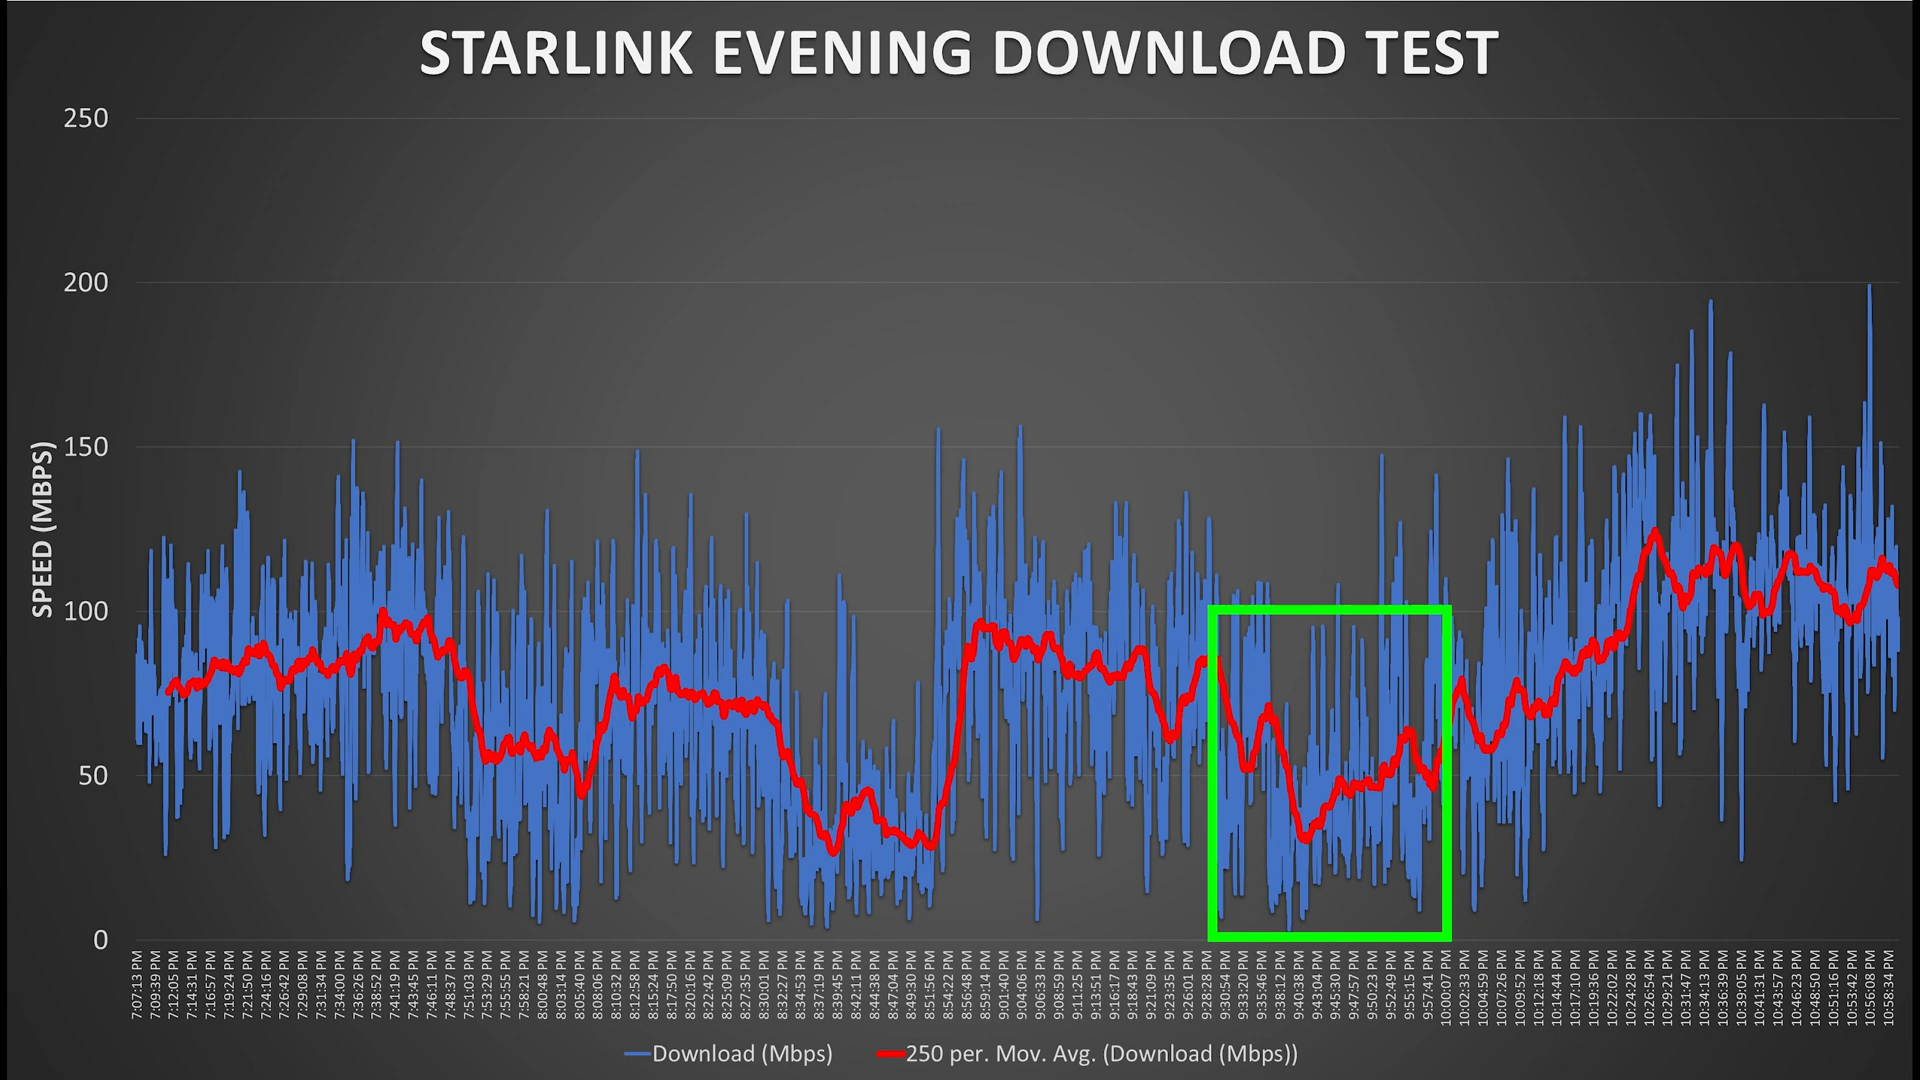 STARLINK EVENING DOWNLOAD TEST
SPEED (MBPS)
250
200
150
100
50
0
7:07:13 PM
7:09:39 PM
7:12:05 PM
7:14:31 PM
7:16:57 PM
7:19:24 PM
7:21:50 PM
7:24:16 PM
7:26:42 PM
7:29:08 PM
7:31:34 PM
7:34:00 PM
7:36:26 PM
7:38:52 PM
7:41:19 PM
7:43:45 PM
7:46:11 PM
7:48:37 PM
7:51:03 PM
7:53:29 PM
7:55:55 PM
7:58:21 PM
8:00:48 PM
8:03:14 PM
8:05:40 PM
8:08:06 PM
8:10:32 PM
8:12:58 PM
8:15:24 PM
8:17:50 PM
8:20:16 PM
8:22:42 PM
8:25:09 PM
8:27:35 PM
8:30:01 PM
8:32:27 PM
8:34:53 PM
8:37:19 PM
8:39:45 PM
8:42:11 PM
8:44:38 PM
8:47:04 PM
8:49:30 PM
8:51:56 PM
8:54:22 PM
8:56:48 PM
8:59:14 PM
9:01:40 PM
9:04:06 PM
9:06:33 PM
9:08:59 PM
9:11:25 PM
9:13:51 PM
9:16:17 PM
9:18:43 PM
9:21:09 PM
9:23:35 PM
9:26:01 PM
9:28:28 PM
9:30:54 PM
9:33:20 PM
9:35:46 PM
9:38:12 PM
9:40:38 PM
9:43:04 PM
9:45:30 PM
9:47:57 PM
9:50:23 PM
9:52:49 PM
9:55:15 PM
9:57:41 PM
10:00:07 PM
10:02:33 PM
10:04:59 PM
10:07:26 PM
10:09:52 PM
10:12:18 PM
10:14:44 PM
10:17:10 PM
10:19:36 PM
10:22:02 PM
10:24:28 PM
10:26:54 PM
10:29:21 PM
10:31:47 PM
10:34:13 PM
10:36:39 PM
10:39:05 PM
10:41:31 PM
10:43:57 PM
10:46:23 PM
10:48:50 PM
10:51:16 PM
10:53:42 PM
10:56:08 PM
10:58:34 PM
Download (Mbps)
250 per. Mov. Avg. (Download (Mbps))